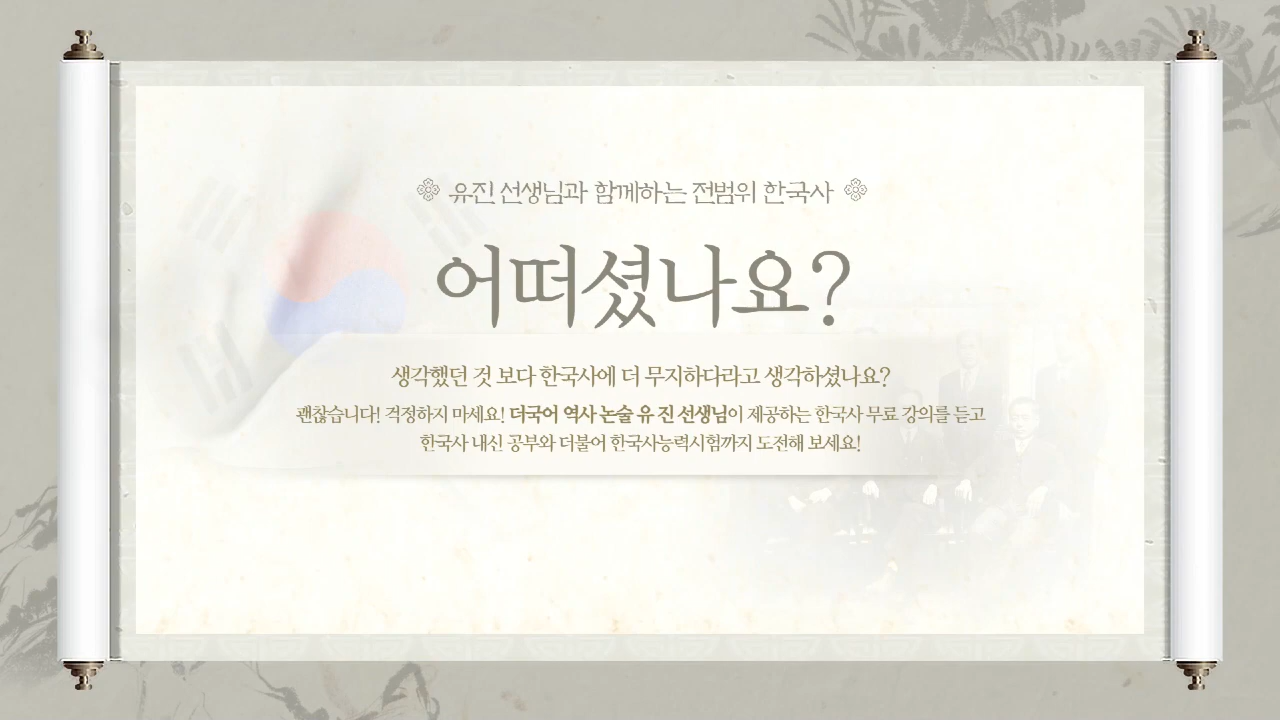 유진 선생님과 함께하는 전범위 한국사
어떠셨나요?
생각했던 것 보다 한국사에 더 무지하다라고 생각하셨나요?
괜찮습니다! 걱정하지 마세요! 더국어 역사 논술 유 진 선생님이 제공하는 한국사 무료 강의를 듣고
한국사 내신 공부와 더불어 한국사능력시험까지 도전해 보세요!